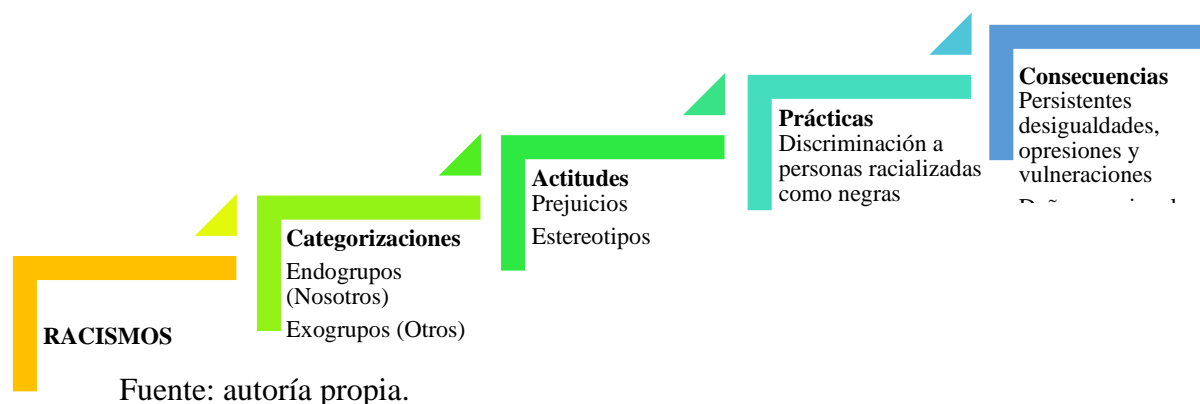 RACISMOS
Categorizaciones
Endogrupos
(Nosotros)
Exogrupos (Otros)
Actitudes
Prejuicios
Estereotipos
Prácticas
Discriminación a
personas racializadas
como negras
Consecuencias
Persistentes
desigualdades,
opresiones y
vulneraciones
Fuente: autoría propia.